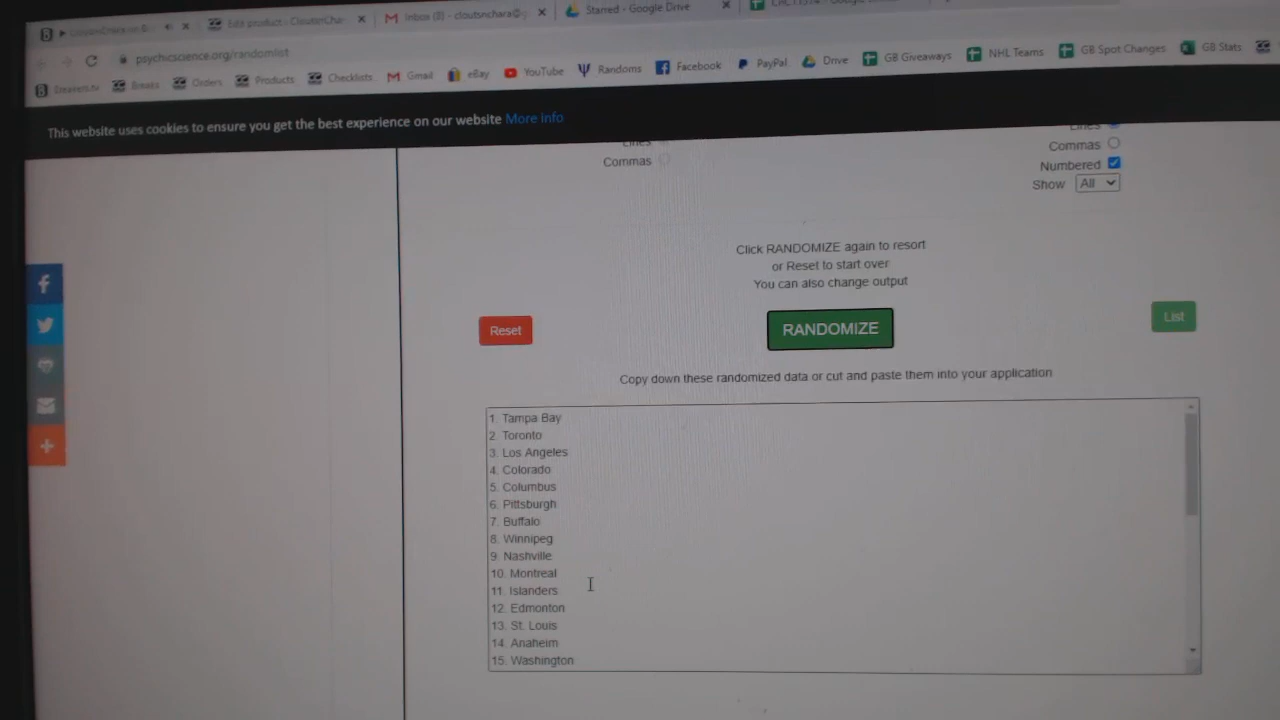 Edit product - CloutsnChar
Inbox (8) - cloutsnchara@g
Starred - Google Drive
psychicscience.org/randomlist
Breakers.tv
Breaks
Orders
Products
Checklists
Gmail
eBay
YouTube
Randoms
Facebook
PayPal
Drive
GB Giveaways
NHL Teams
GB Spot Changes
GB Stats
This website uses cookies to ensure you get the best experience on our website More info
Lines
Commas
Lines
Commas
Numbered
Show All
Click RANDOMIZE again to resort
or Reset to start over
You can also change output
Reset
RANDOMIZE
List
Copy down these randomized data or cut and paste them into your application
1. Tampa Bay
2. Toronto
3. Los Angeles
4. Colorado
5. Columbus
6. Pittsburgh
7. Buffalo
8. Winnipeg
9. Nashville
10. Montreal
11. Islanders
12. Edmonton
13. St. Louis
14. Anaheim
15. Washington